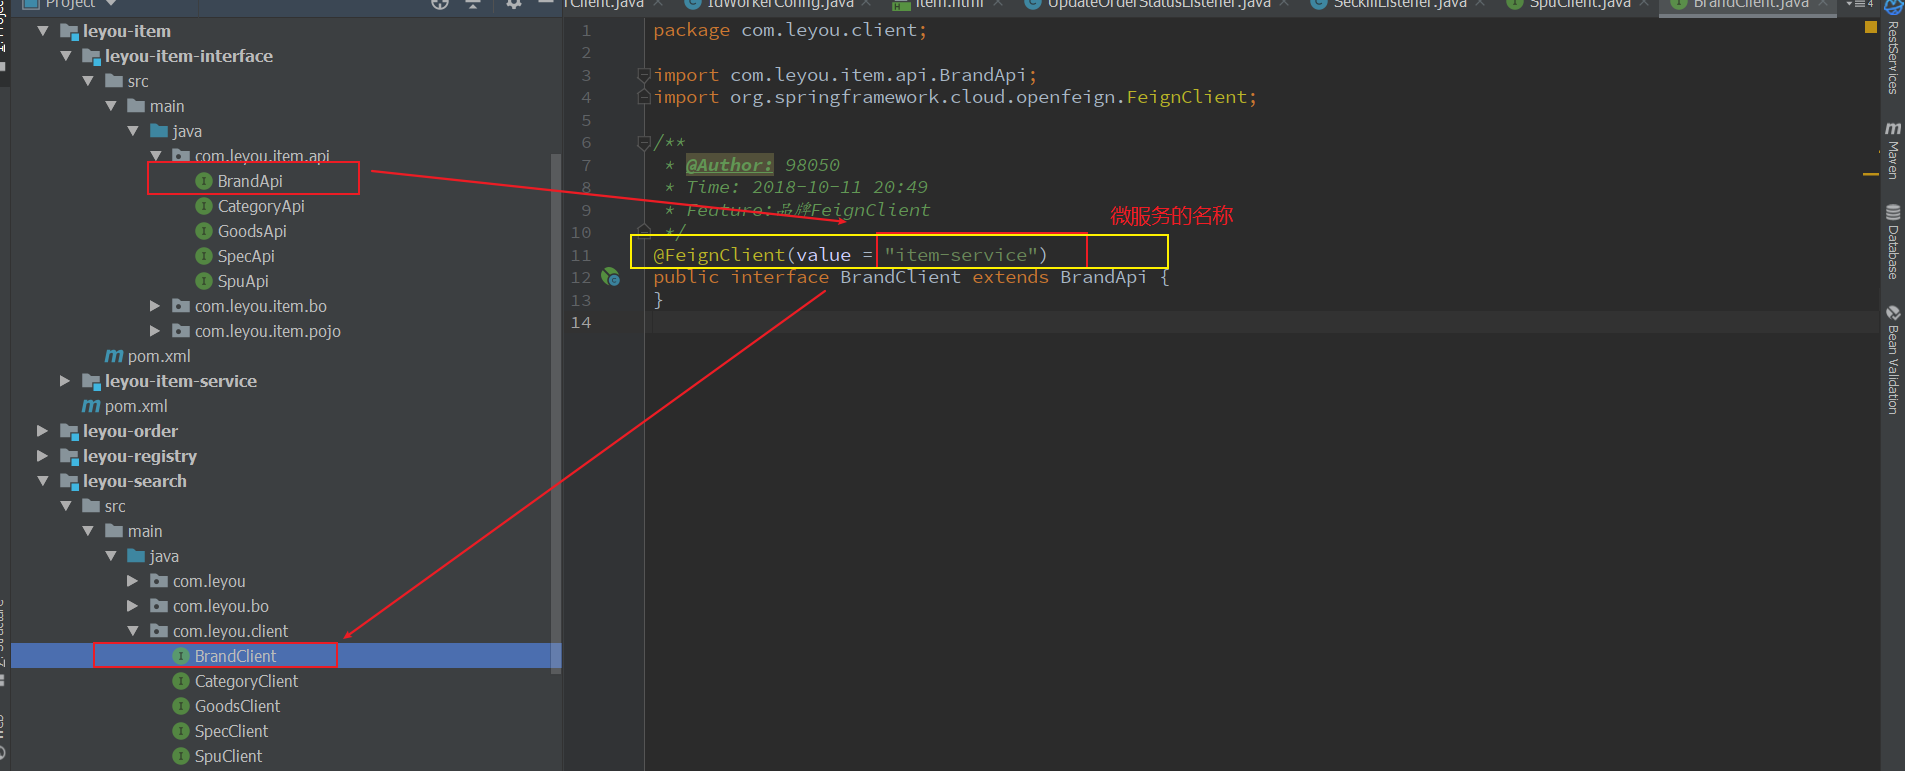 Project
Client.java
IdWorkerConfig.java
item.html
UpdateOrderStatusListener.java
SeckillListener.java
SpuClient.java
BrandClient.java
4
leyou-item
leyou-item-interface
src
main
java
com.leyou.item.api
BrandApi
CategoryApi
GoodsApi
SpecApi
SpuApi
com.leyou.item.bo
com.leyou.item.pojo
pom.xml
leyou-item-service
pom.xml
leyou-order
leyou-registry
leyou-search
src
main
java
com.leyou
com.leyou.bo
com.leyou.client
BrandClient
CategoryClient
GoodsClient
SpecClient
SpuClient
1 package com.leyou.client;
2
3 import com.leyou.item.api.BrandApi;
4 import org.springframework.cloud.openfeign.FeignClient;
5
6 /**
7 * @Author: 98050
8 * Time: 2018-10-11 20:49
9 * Feature:品牌FeignClient
10 */
11 @FeignClient(value = "item-service")
12 public interface BrandClient extends BrandApi {
13 }
14
微服务的名称
RestServices
Maven
Database
Bean Validation